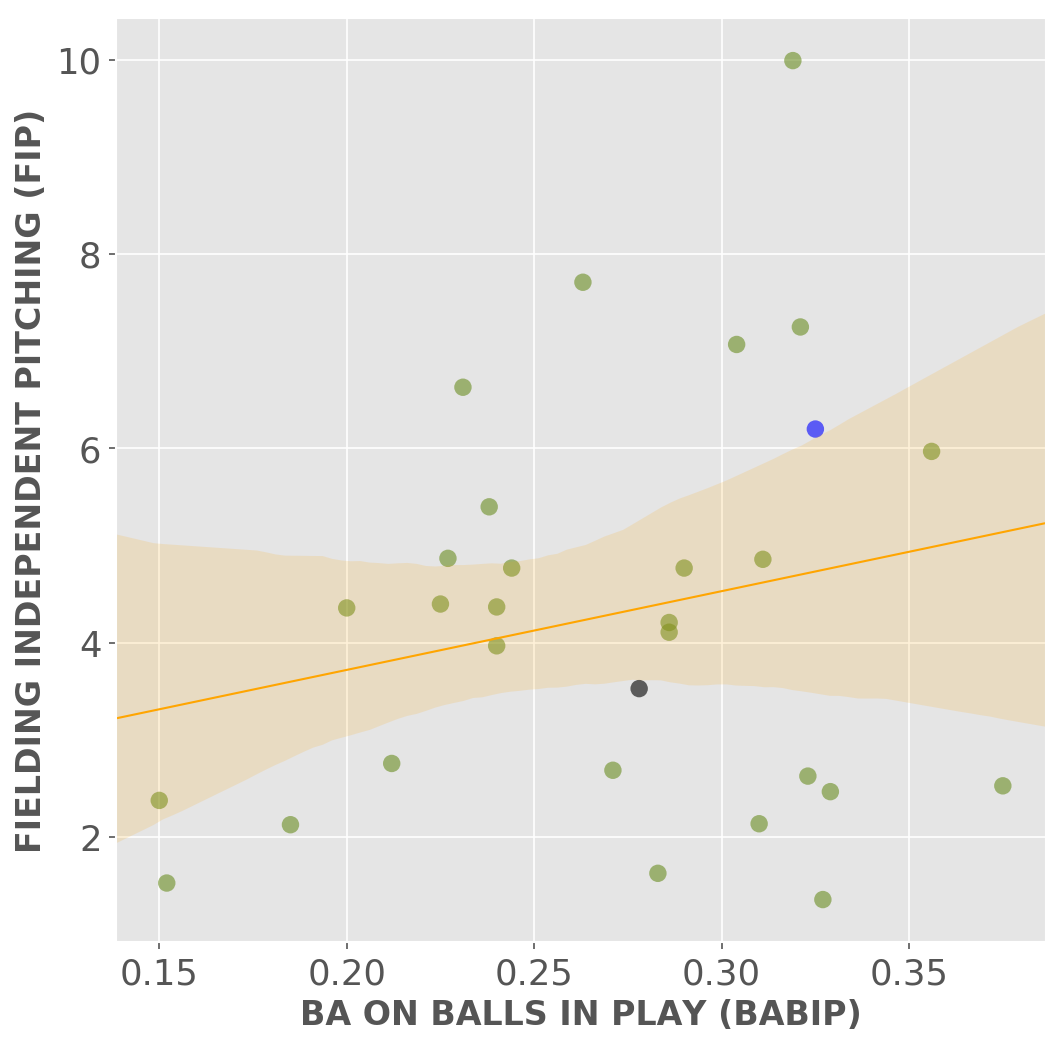 FIELDING INDEPENDENT PITCHING (FIP)
10
8
6
4
2
0.15 0.20 0.25 0.30 0.35
BA ON BALLS IN PLAY (BABIP)